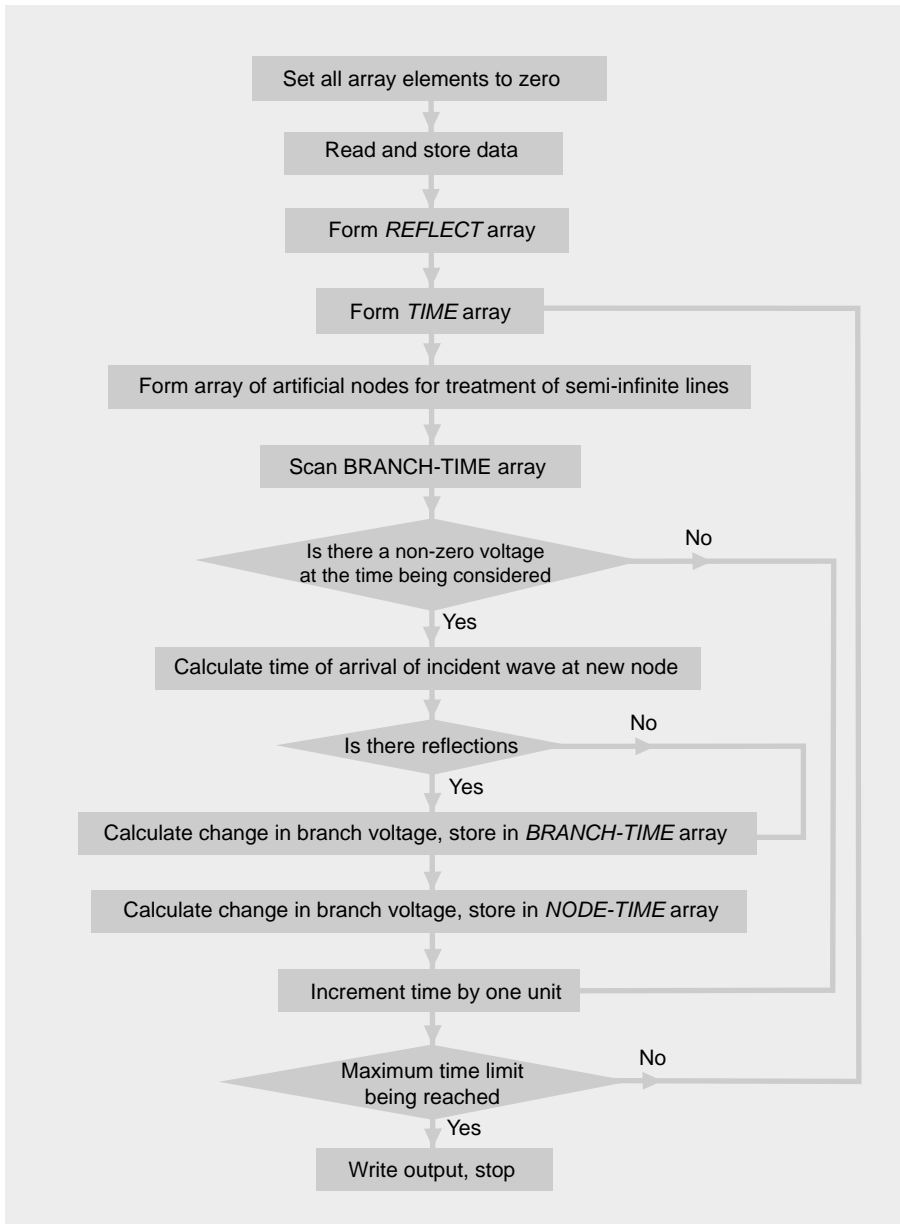 Set all array elements to zero
Read and store data
Form REFLECT array
Form TIME array
Form array of artificial nodes for treatment of semi-infinite lines
Scan BRANCH-TIME array
Is there a non-zero voltage
at the time being considered
No
Yes
Calculate time of arrival of incident wave at new node
Is there reflections
No
Yes
Calculate change in branch voltage, store in BRANCH-TIME array
Calculate change in branch voltage, store in NODE-TIME array
Increment time by one unit
Maximum time limit
being reached
No
Yes
Write output, stop